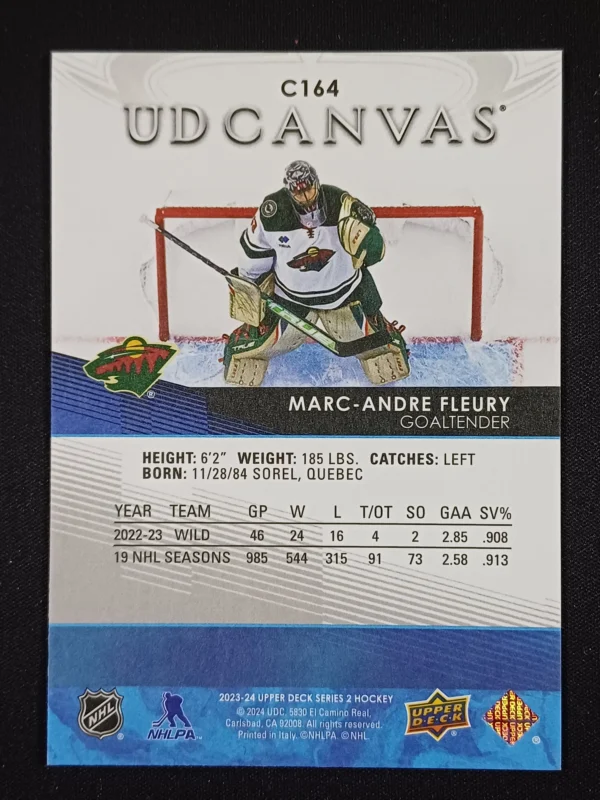 C164
UD CANVAS®
MARC-ANDRE FLEURY
GOALTENDER
HEIGHT: 6'2" WEIGHT: 185 LBS. CATCHES: LEFT
BORN: 11/28/84 SOREL, QUEBEC
YEAR TEAM GP W L T/OT SO GAA SV%
2022-23 WILD 46 24 16 4 2 2.85 .908
19 NHL SEASONS 985 544 315 91 73 2.58 .913
2023-24 UPPER DECK SERIES 2 HOCKEY
© 2024 UDC. 5830 El Camino Real,
Carlsbad, CA 92008. All rights reserved.
Printed in Italy. ©NHLPA. ©NHL.
NHL
NHLPA
UPPER
DECK